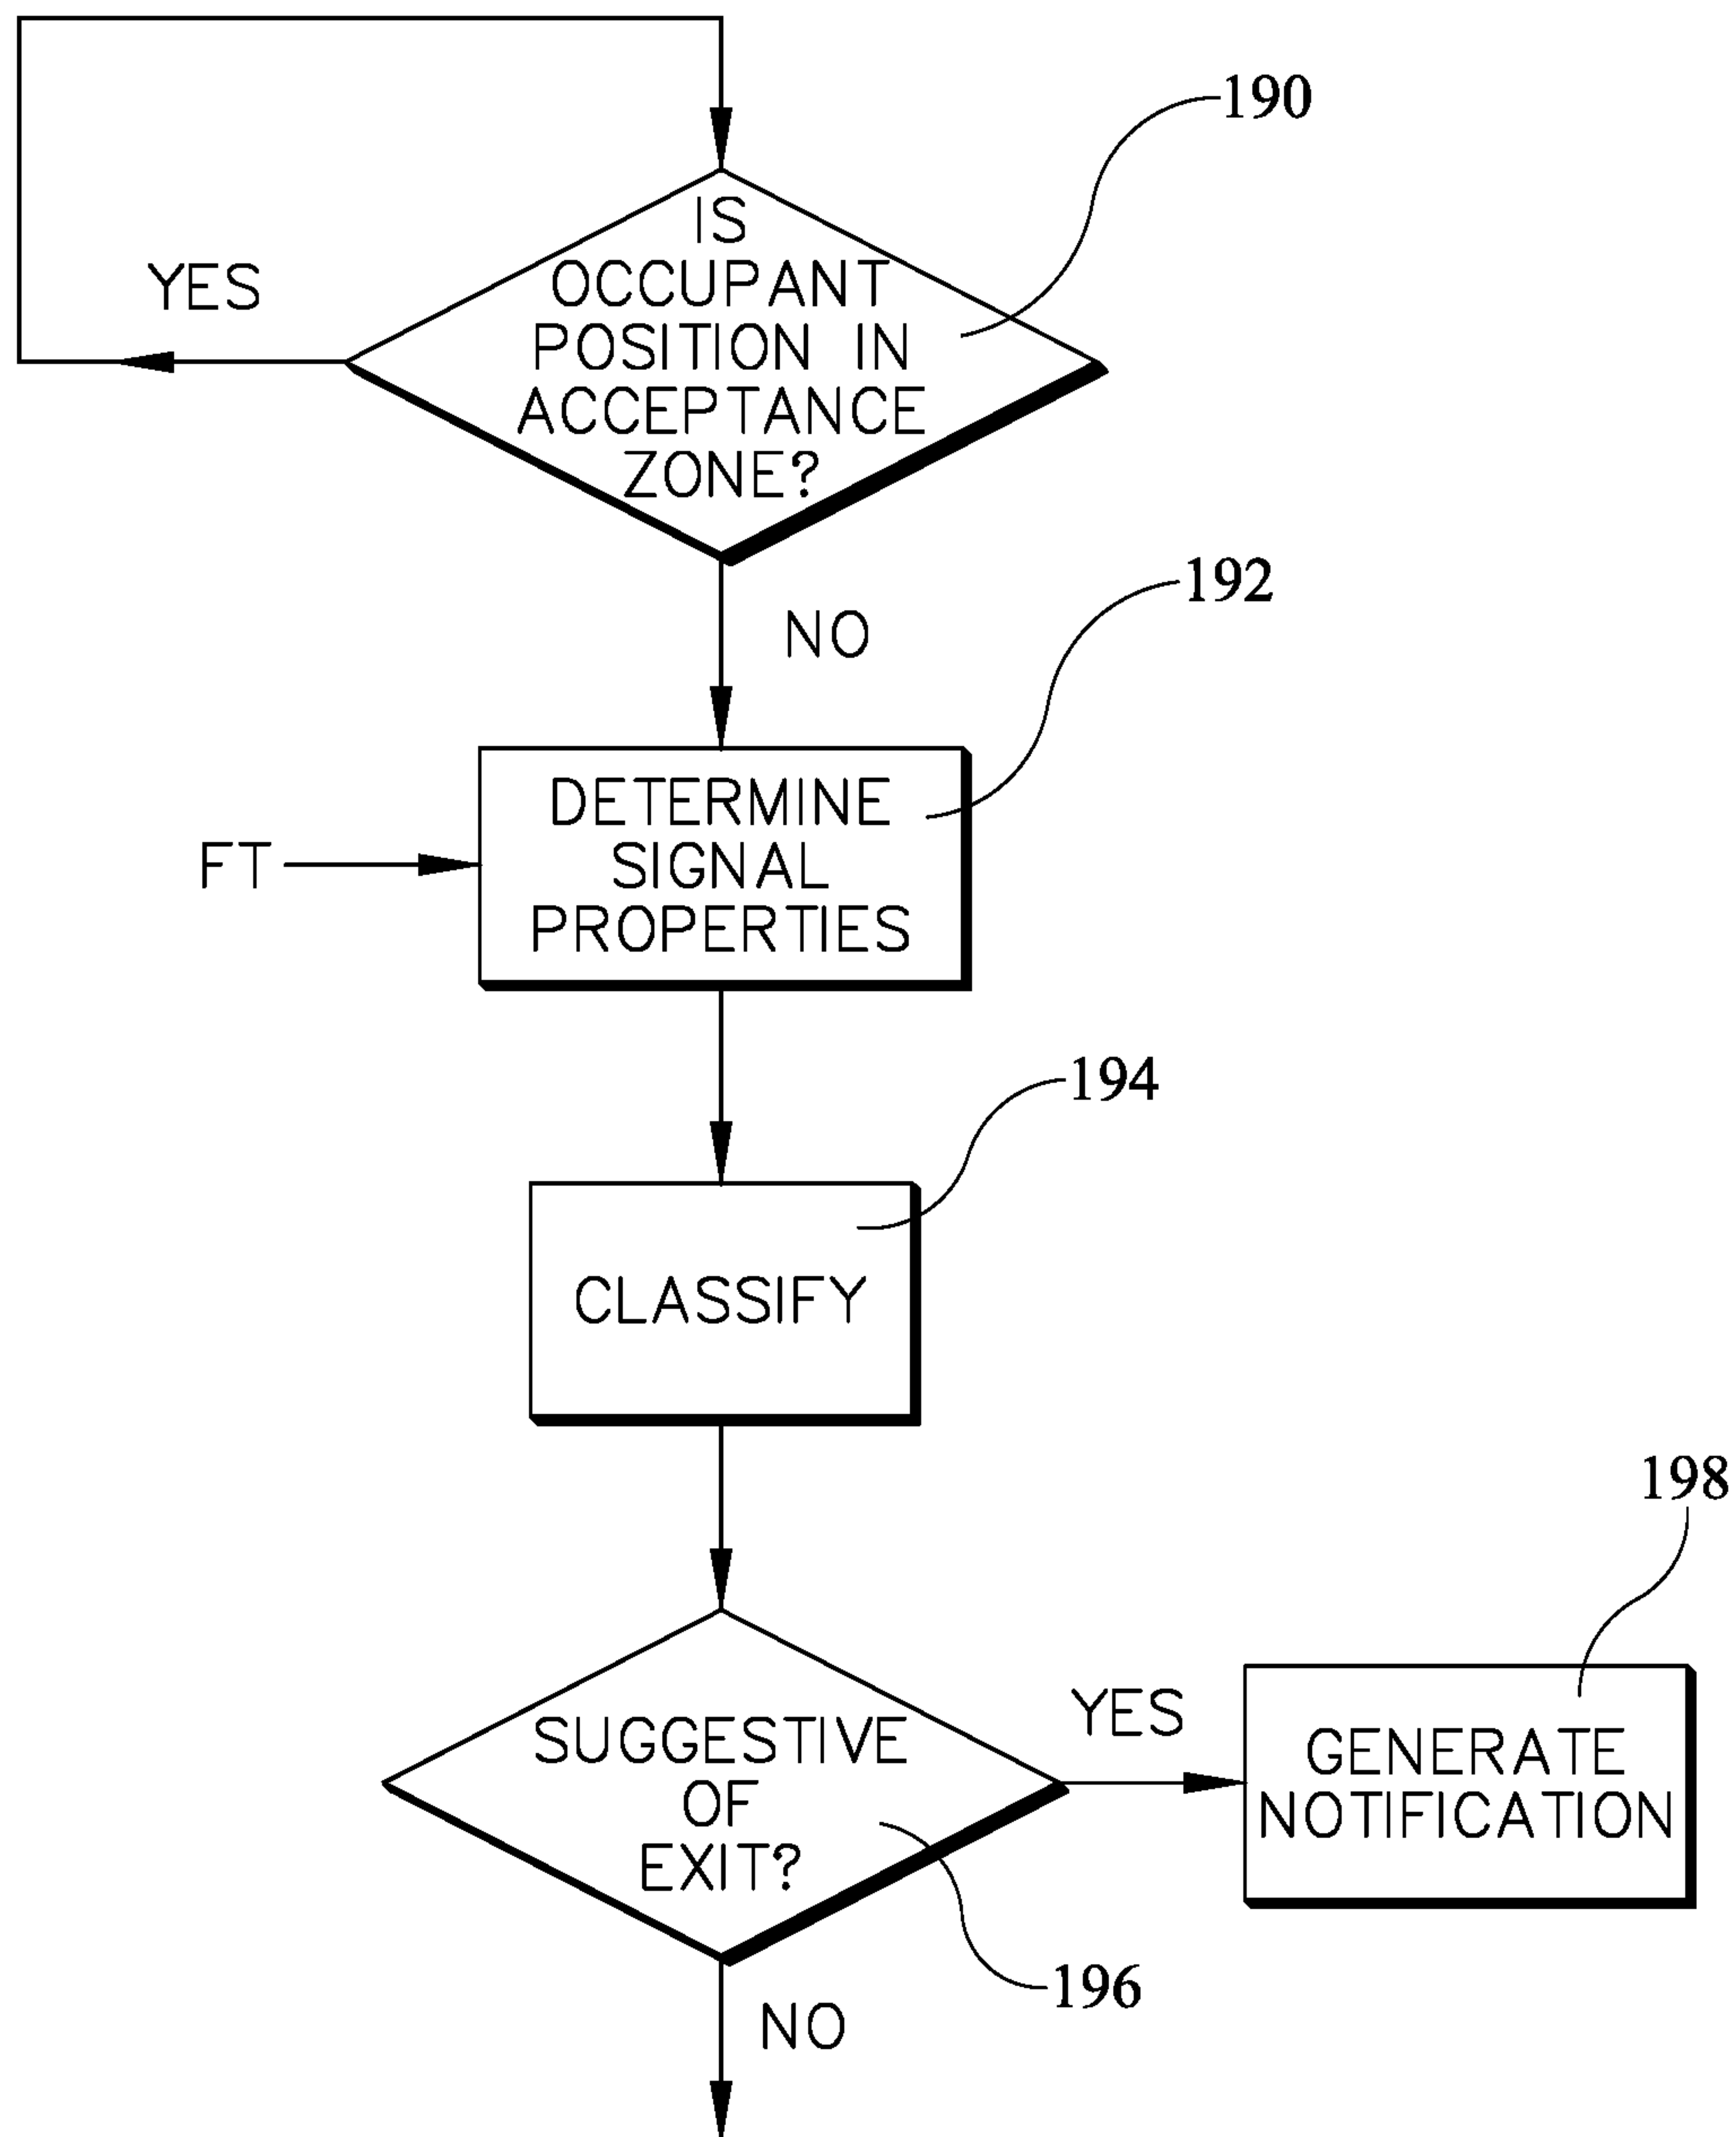 190
IS
OCCUPANT
POSITION IN
ACCEPTANCE
ZONE?
YES
192
NO
DETERMINE
SIGNAL
PROPERTIES
FT
194
CLASSIFY
198
SUGGESTIVE
OF
EXIT?
YES
GENERATE
NOTIFICATION
196
NO